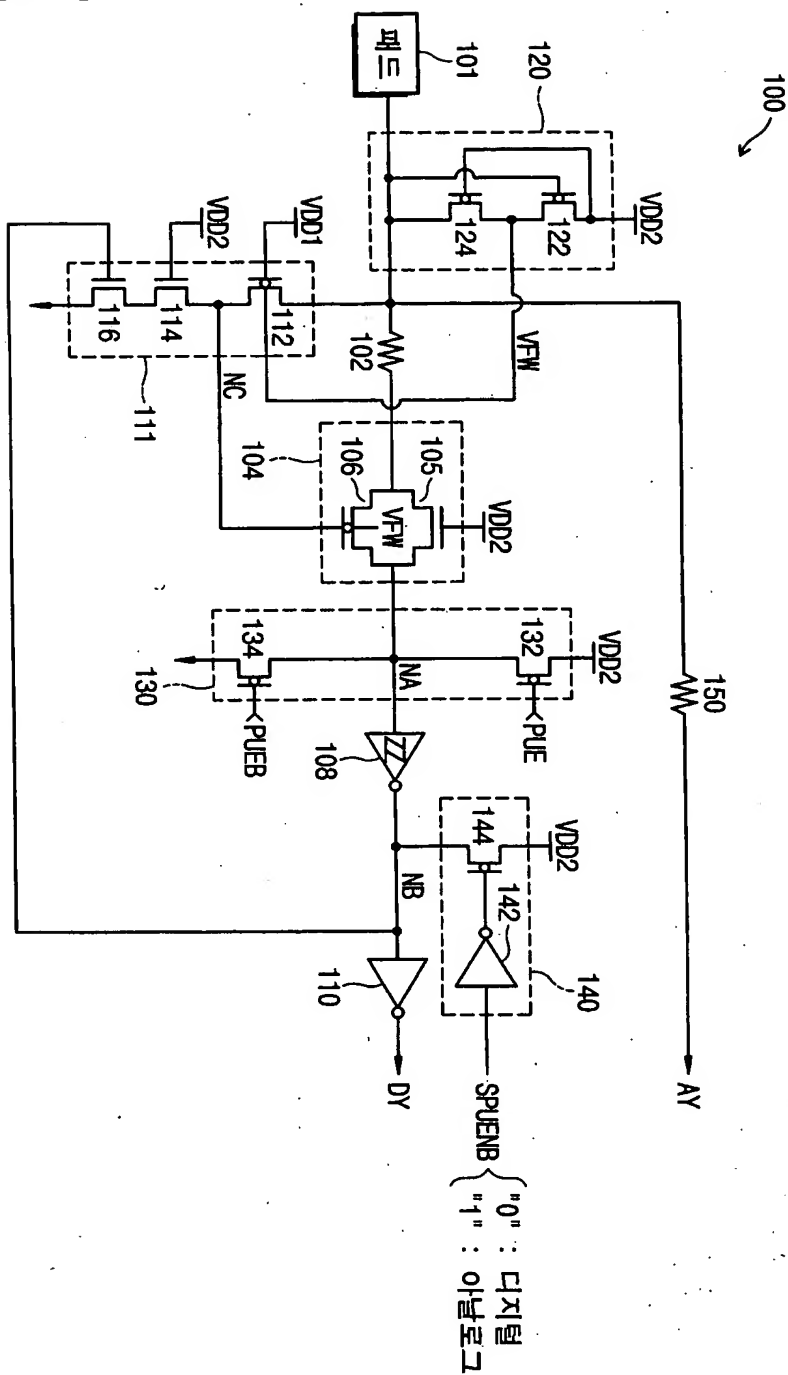 100
패드
101
120
VDD2
122
124
VFW
VDD1
VDD2
112
114
116
111
NC
102
104
105
106
VFW
VDD2
150
AY
VDD2
132
PUE
NA
134
PUEB
130
108
VDD2
144
142
140
NB
110
DY
SPUENB
"0" : 디지털
"1" : 아날로그